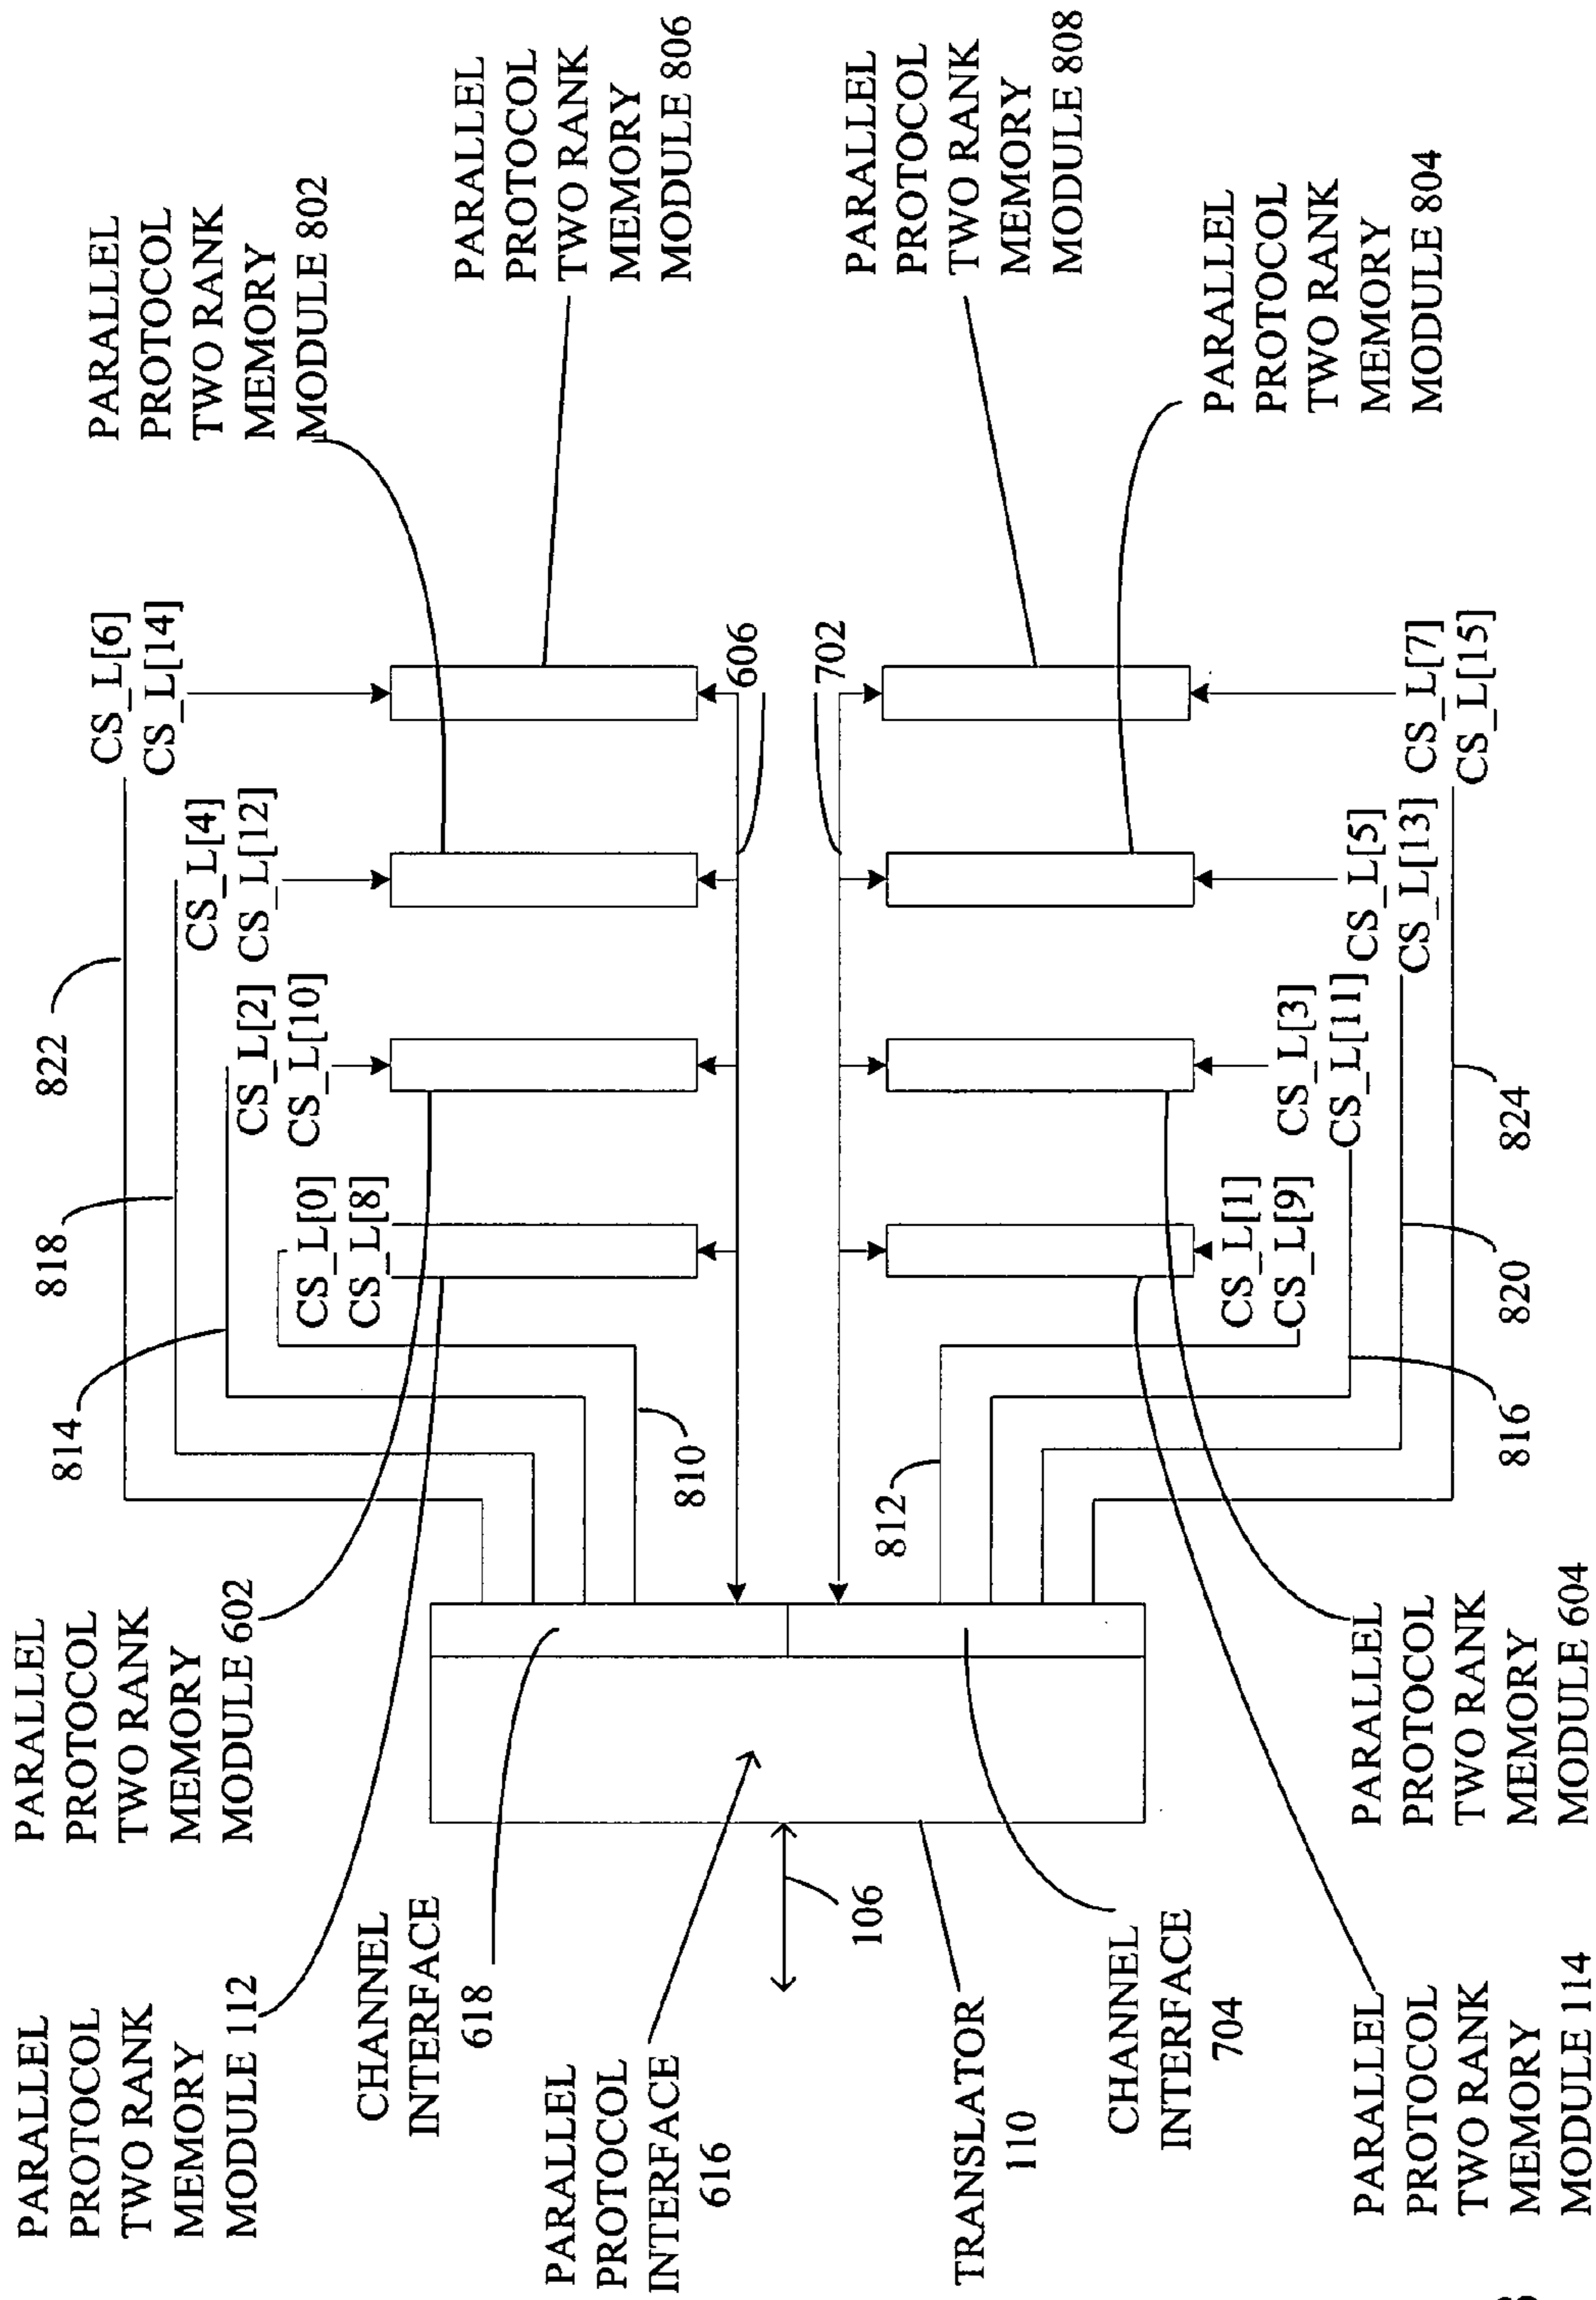 PARALLEL
PROTOCOL
TWO RANK
MEMORY
MODULE 112
PARALLEL
PROTOCOL
TWO RANK
MEMORY
MODULE 602
814
818
822
CS_L[6]
CS_L[14]
CS_L[4]
CS_L[12]
CS_L[2]
CS_L[10]
CS_L[0]
CS_L[8]
PARALLEL
PROTOCOL
TWO RANK
MEMORY
MODULE 802
PARALLEL
PROTOCOL
TWO RANK
MEMORY
MODULE 806
CHANNEL
INTERFACE
618
PARALLEL
PROTOCOL
INTERFACE
616
106
810
606
702
812
TRANSLATOR
110
CHANNEL
INTERFACE
704
PARALLEL
PROTOCOL
TWO RANK
MEMORY
MODULE 808
PARALLEL
PROTOCOL
TWO RANK
MEMORY
MODULE 804
CS_L[1]
CS_L[9]
CS_L[3]
CS_L[11]
CS_L[5]
CS_L[13]
CS_L[7]
CS_L[15]
PARALLEL
PROTOCOL
TWO RANK
MEMORY
MODULE 114
PARALLEL
PROTOCOL
TWO RANK
MEMORY
MODULE 604
816
820
824